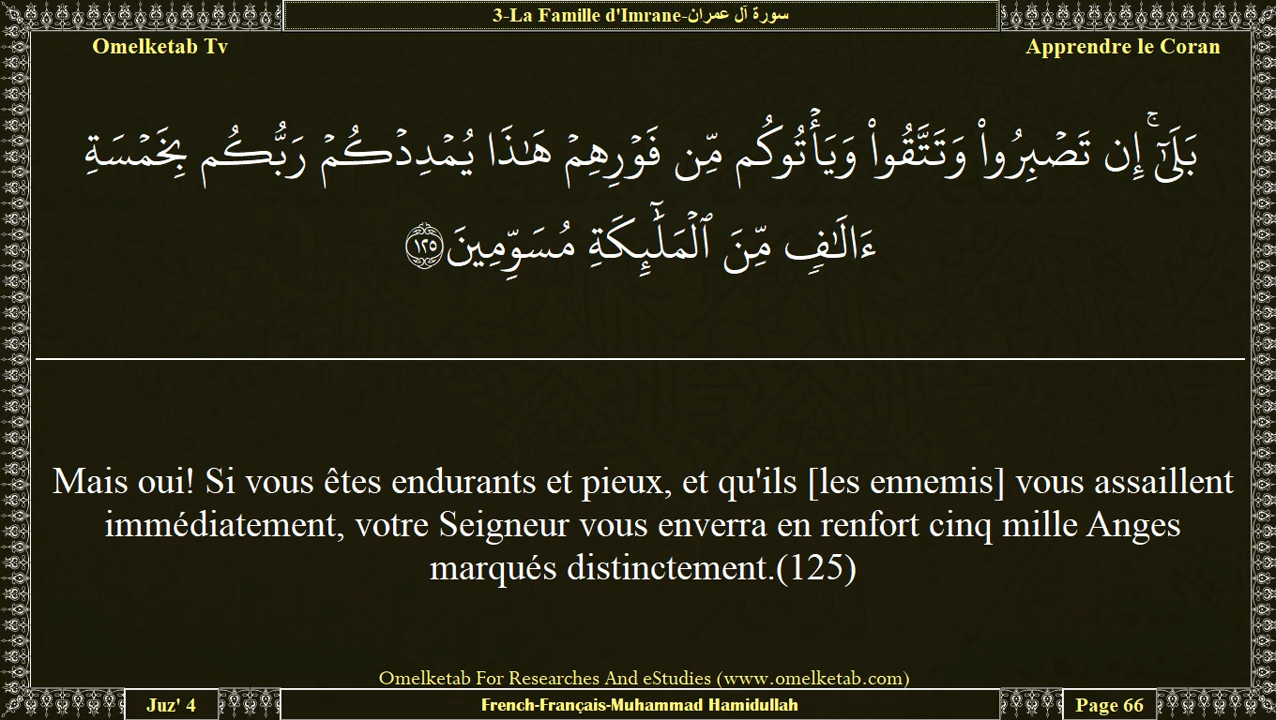 3-La Famille d'Imrane-سورة آل عمران
Omelketab Tv
Apprendre le Coran
بَلَىٰٓۚ إِن تَصۡبِرُواْ وَتَتَّقُواْ وَيَأۡتُوكُم مِّن فَوۡرِهِمۡ هَٰذَا يُمۡدِدۡكُمۡ رَبُّكُم بِخَمۡسَةِ
ءَالَٰفٖ مِّنَ ٱلۡمَلَٰٓئِكَةِ مُسَوِّمِينَ ١٢٥
Mais oui! Si vous êtes endurants et pieux, et qu'ils [les ennemis] vous assaillent
immédiatement, votre Seigneur vous enverra en renfort cinq mille Anges
marqués distinctement.(125)
Omelketab For Researches And eStudies (www.omelketab.com)
Juz' 4
French-Français-Muhammad Hamidullah
Page 66